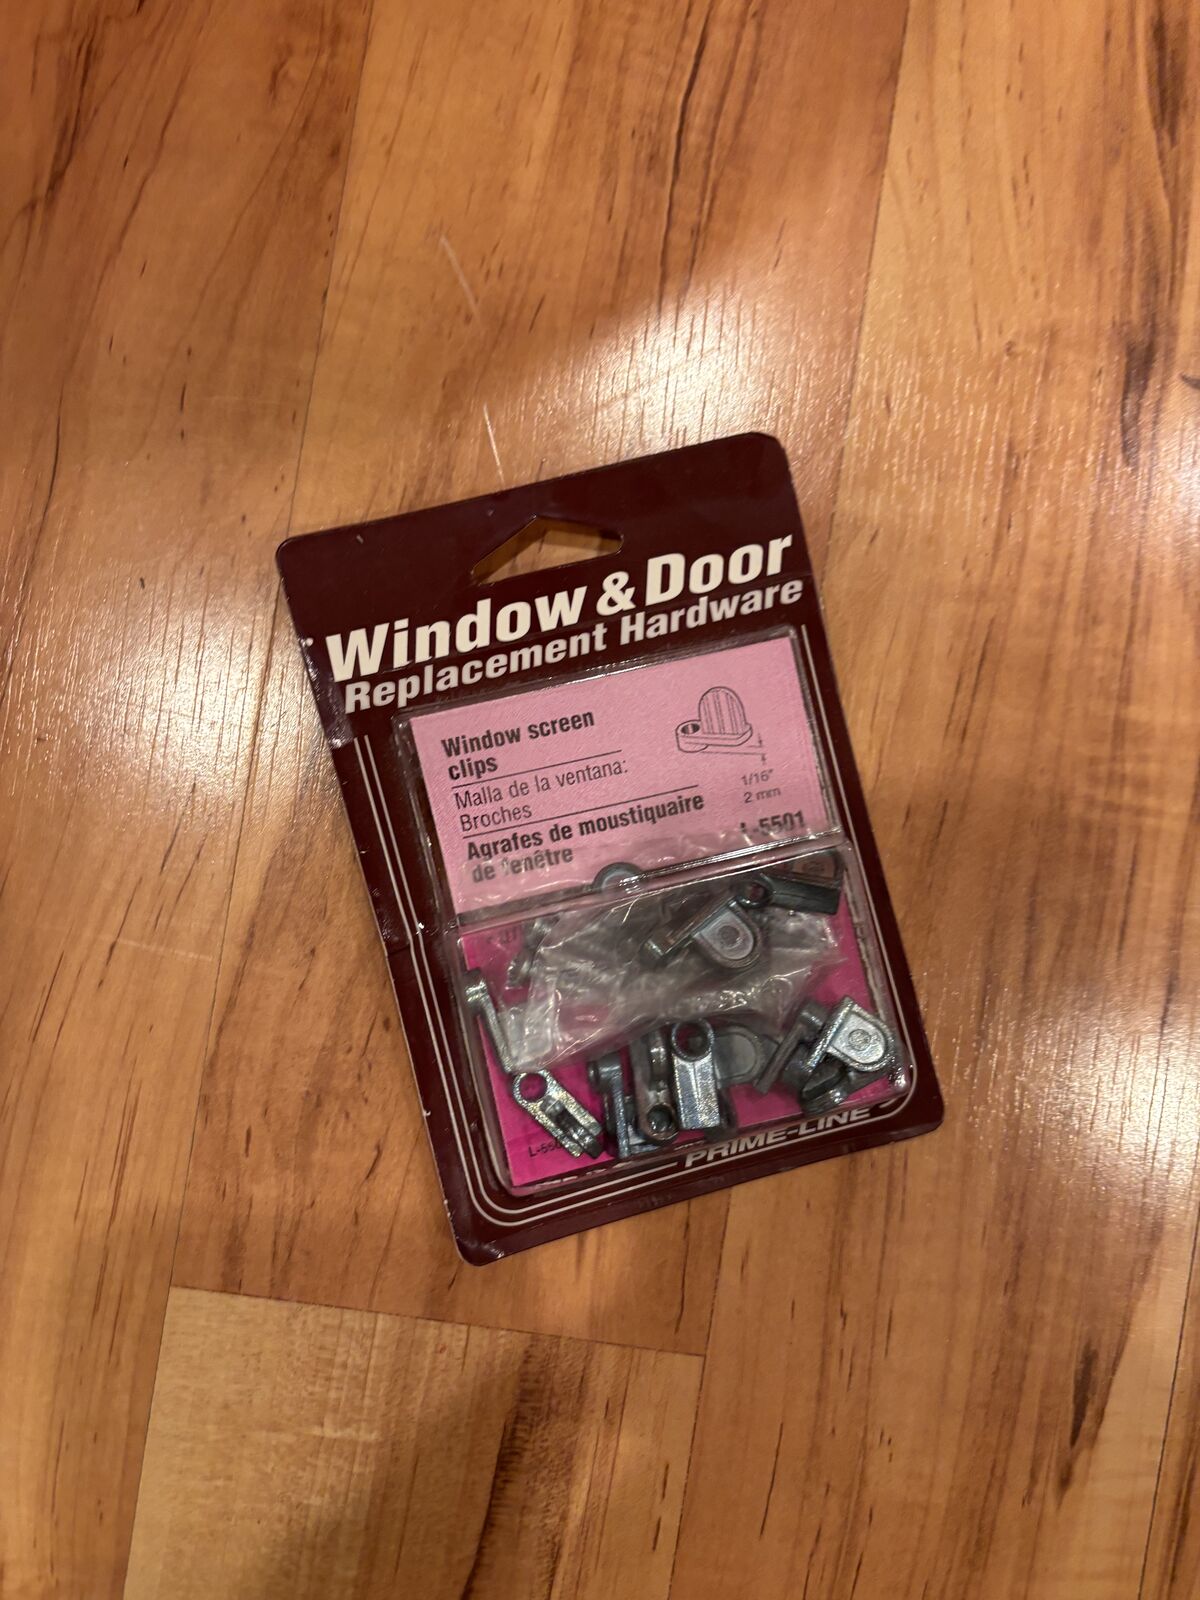 Window & Door
Replacement Hardware
Window screen
clips
Malla de la ventana:
Broches
Agrafes de moustiquaire
de fenêtre
1/16"
2 mm
L-5501
PRIME-LINE